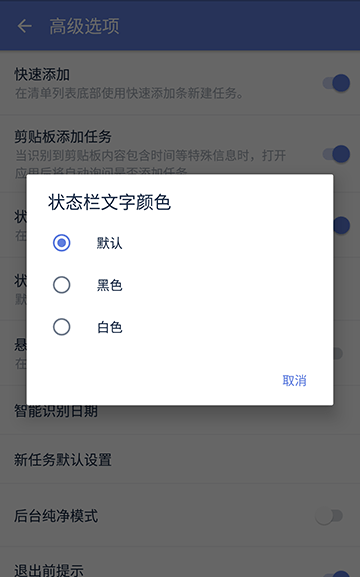 高级选项
快速添加
在清单列表底部使用快速添加条新建任务。
剪贴板添加任务
当识别到剪贴板内容包含时间等特殊信息时，打开
应用后将自动询问是否添加任务
状态栏文字颜色
默认
黑色
白色
取消
状
在
状
默
悬
在
智能识别日期
新任务默认设置
后台纯净模式
退出前提示